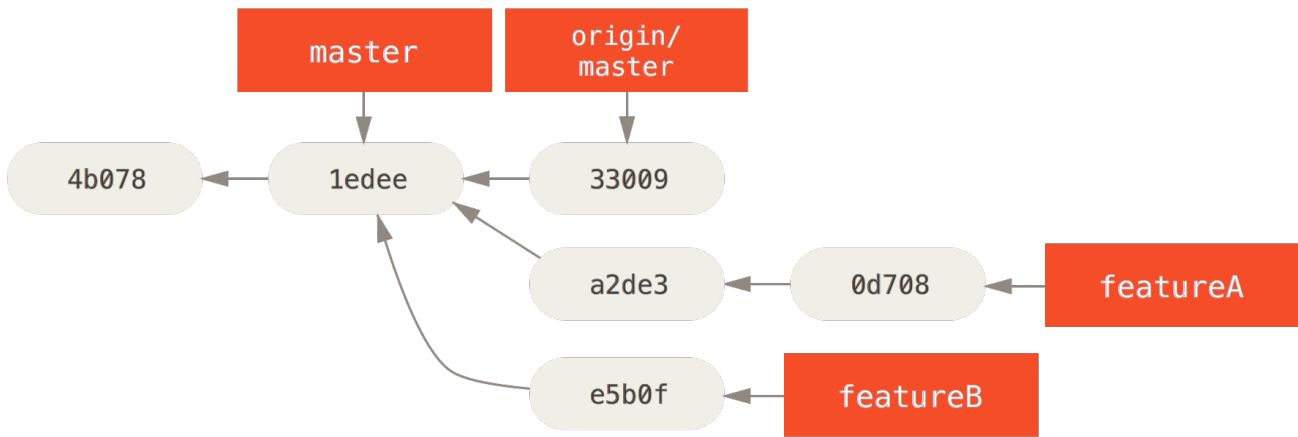 master
origin/
master
4b078
1edee
33009
a2de3
0d708
featureA
e5b0f
featureB